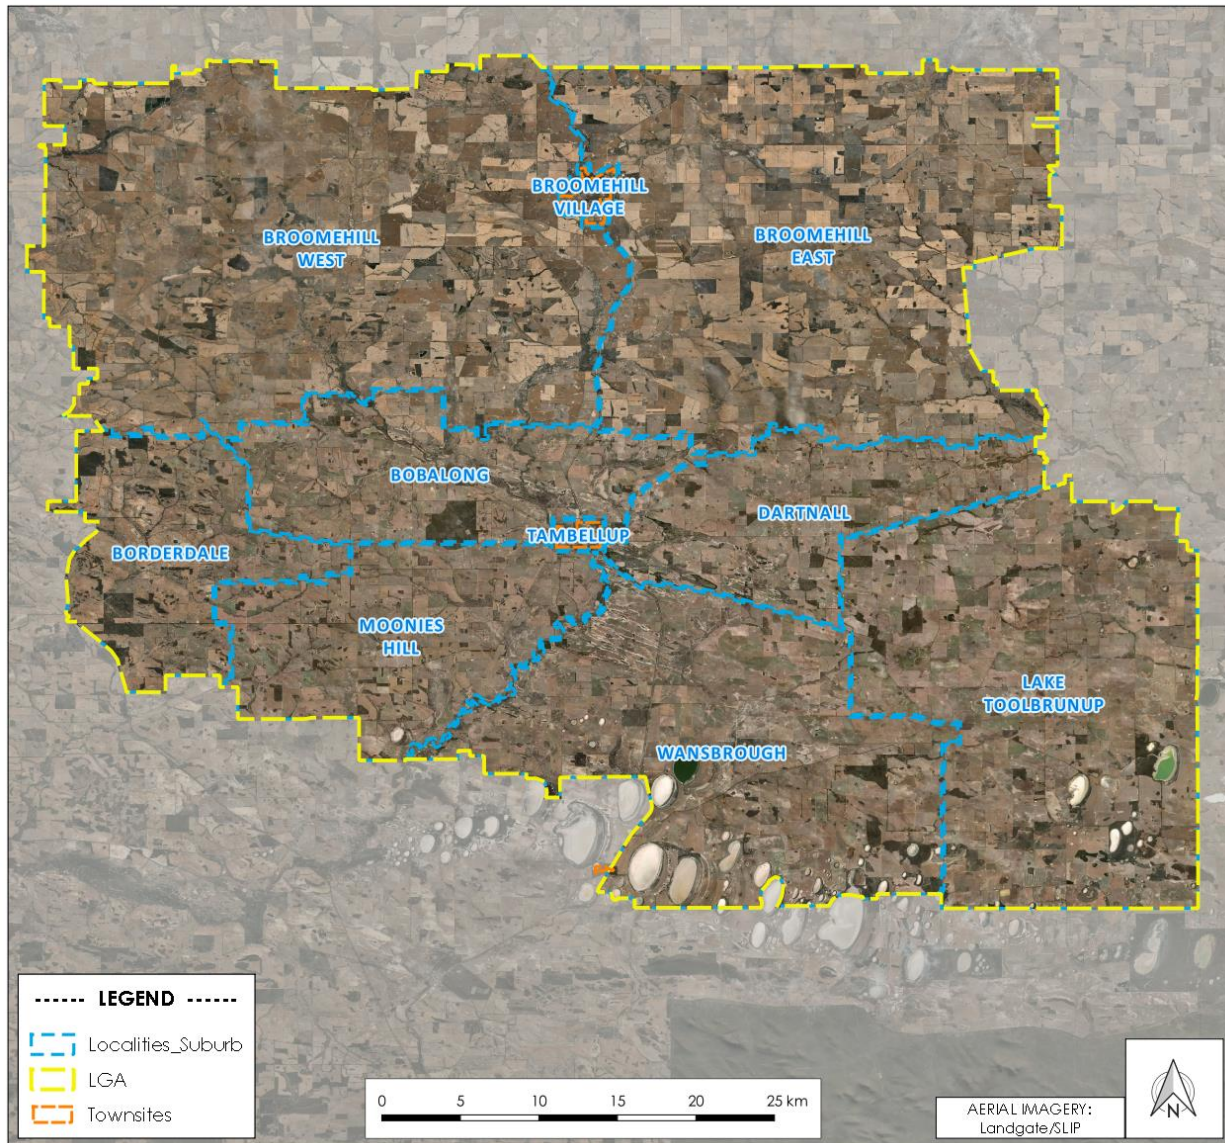 BROOMEHILL
VILLAGE
BROOMEHILL
WEST
BROOMEHILL
EAST
BOBALONG
DARTNALL
TAMBELLUP
BORDERDALE
MOONIES
HILL
LAKE
TOOLBRUNUP
WANSBROUGH
LEGEND
Localities_Suburb
LGA
Townsites
0 5 10 15 20 25 km
AERIAL IMAGERY:
Landgate/SLIP
N